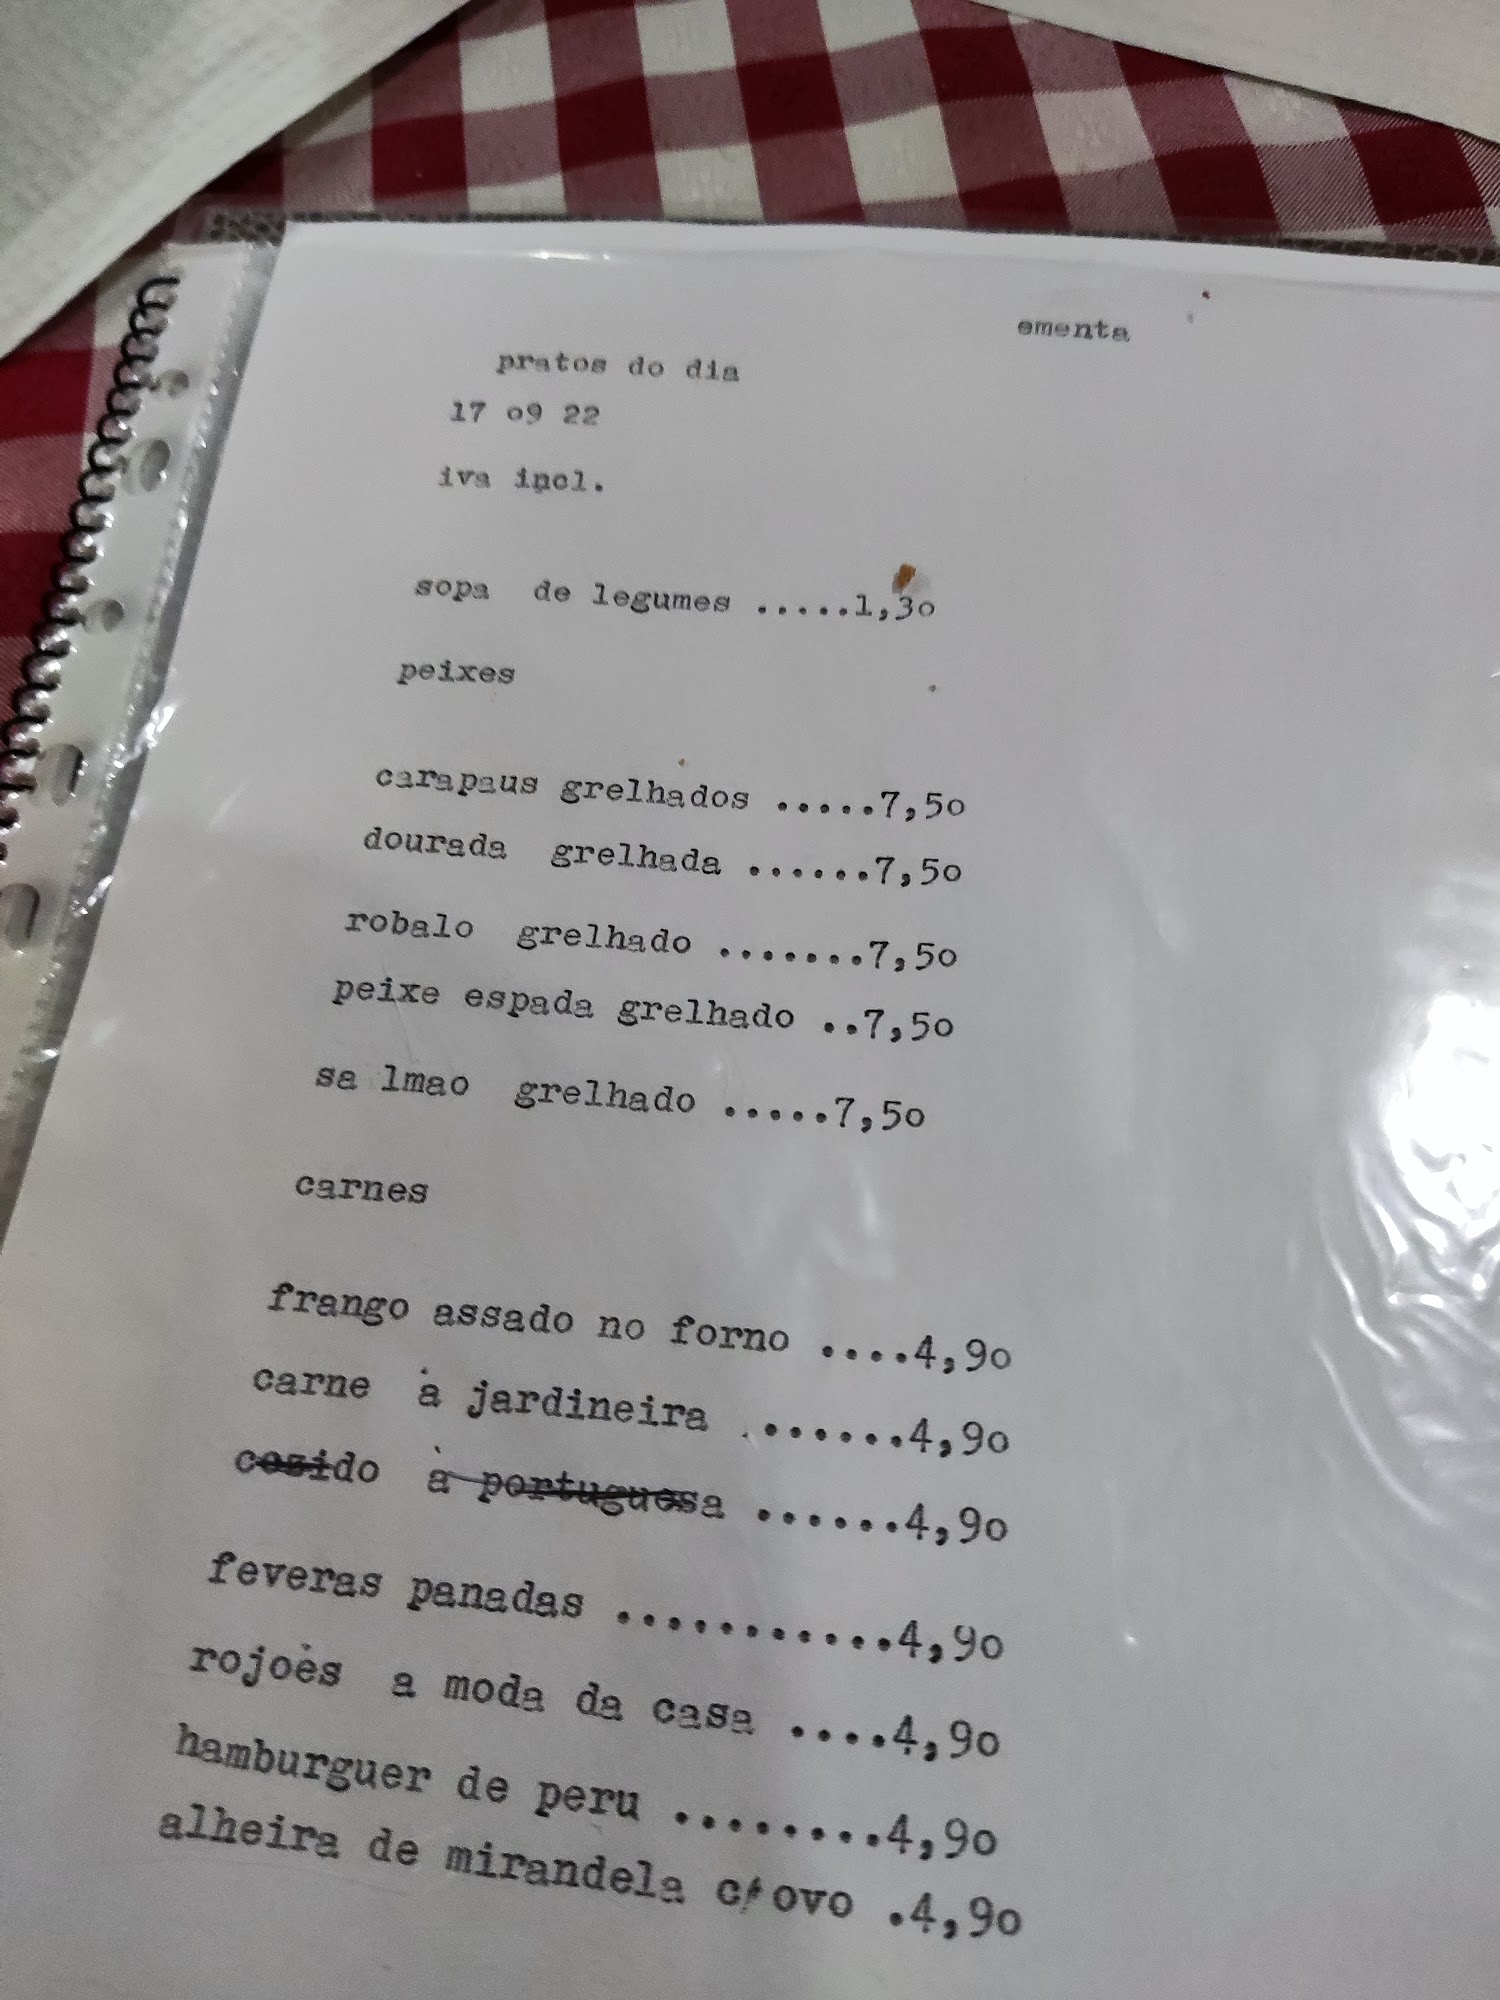 ementa
pratos do dia
17 o9 22
iva incl.
sopa de legumes .....1,3o
peixes
carapaus grelhados .....7,5o
dourada grelhada ......7,5o
robalo grelhado .......7,5o
peixe espada grelhado ..7,5o
sa lmao grelhado .....7,5o
carnes
frango assado no forno ....4,9o
carne à jardineira .......4,9o
cozido à portuguesa ......4,9o
feveras panadas ...........4,9o
rojoès a moda da casa ....4,9o
hamburguer de peru ........4,9o
alheira de mirandela c/ovo .4,9o